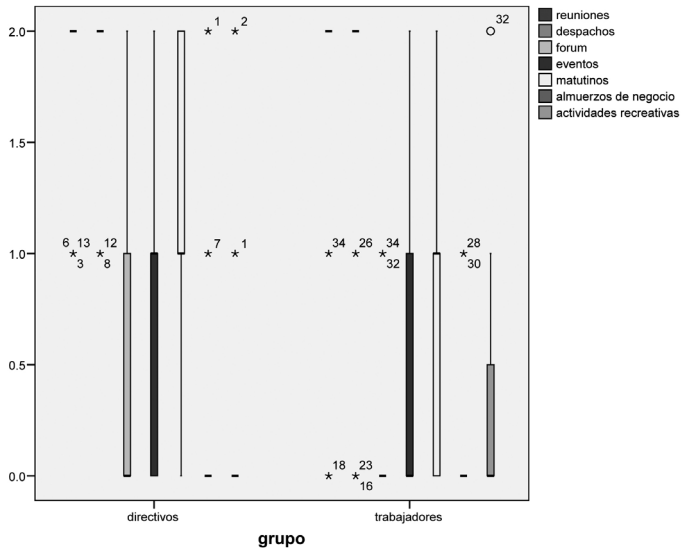 reuniones
despachos
forum
eventos
matutinos
almuerzos de negocio
actividades recreativas
2.0
1 2 32
1.5
6 13 12 7 1 34 26 34 28
1.0
3 8 32 30
0.5
18 23
0.0
16
directivos trabajadores
grupo